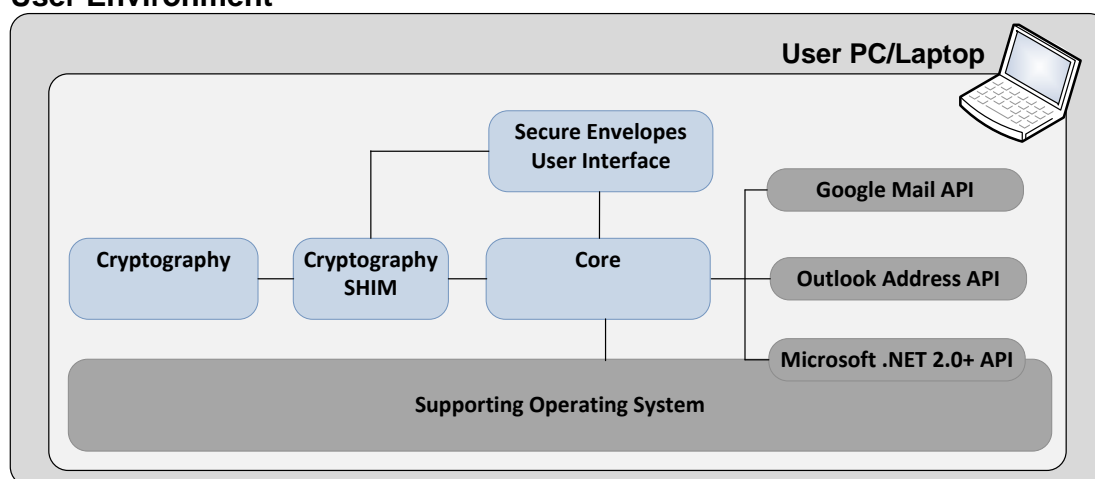 User Environment
User PC/Laptop
Secure Envelopes
User Interface
Google Mail API
Cryptography
Cryptography
SHIM
Core
Outlook Address API
Microsoft .NET 2.0+ API
Supporting Operating System